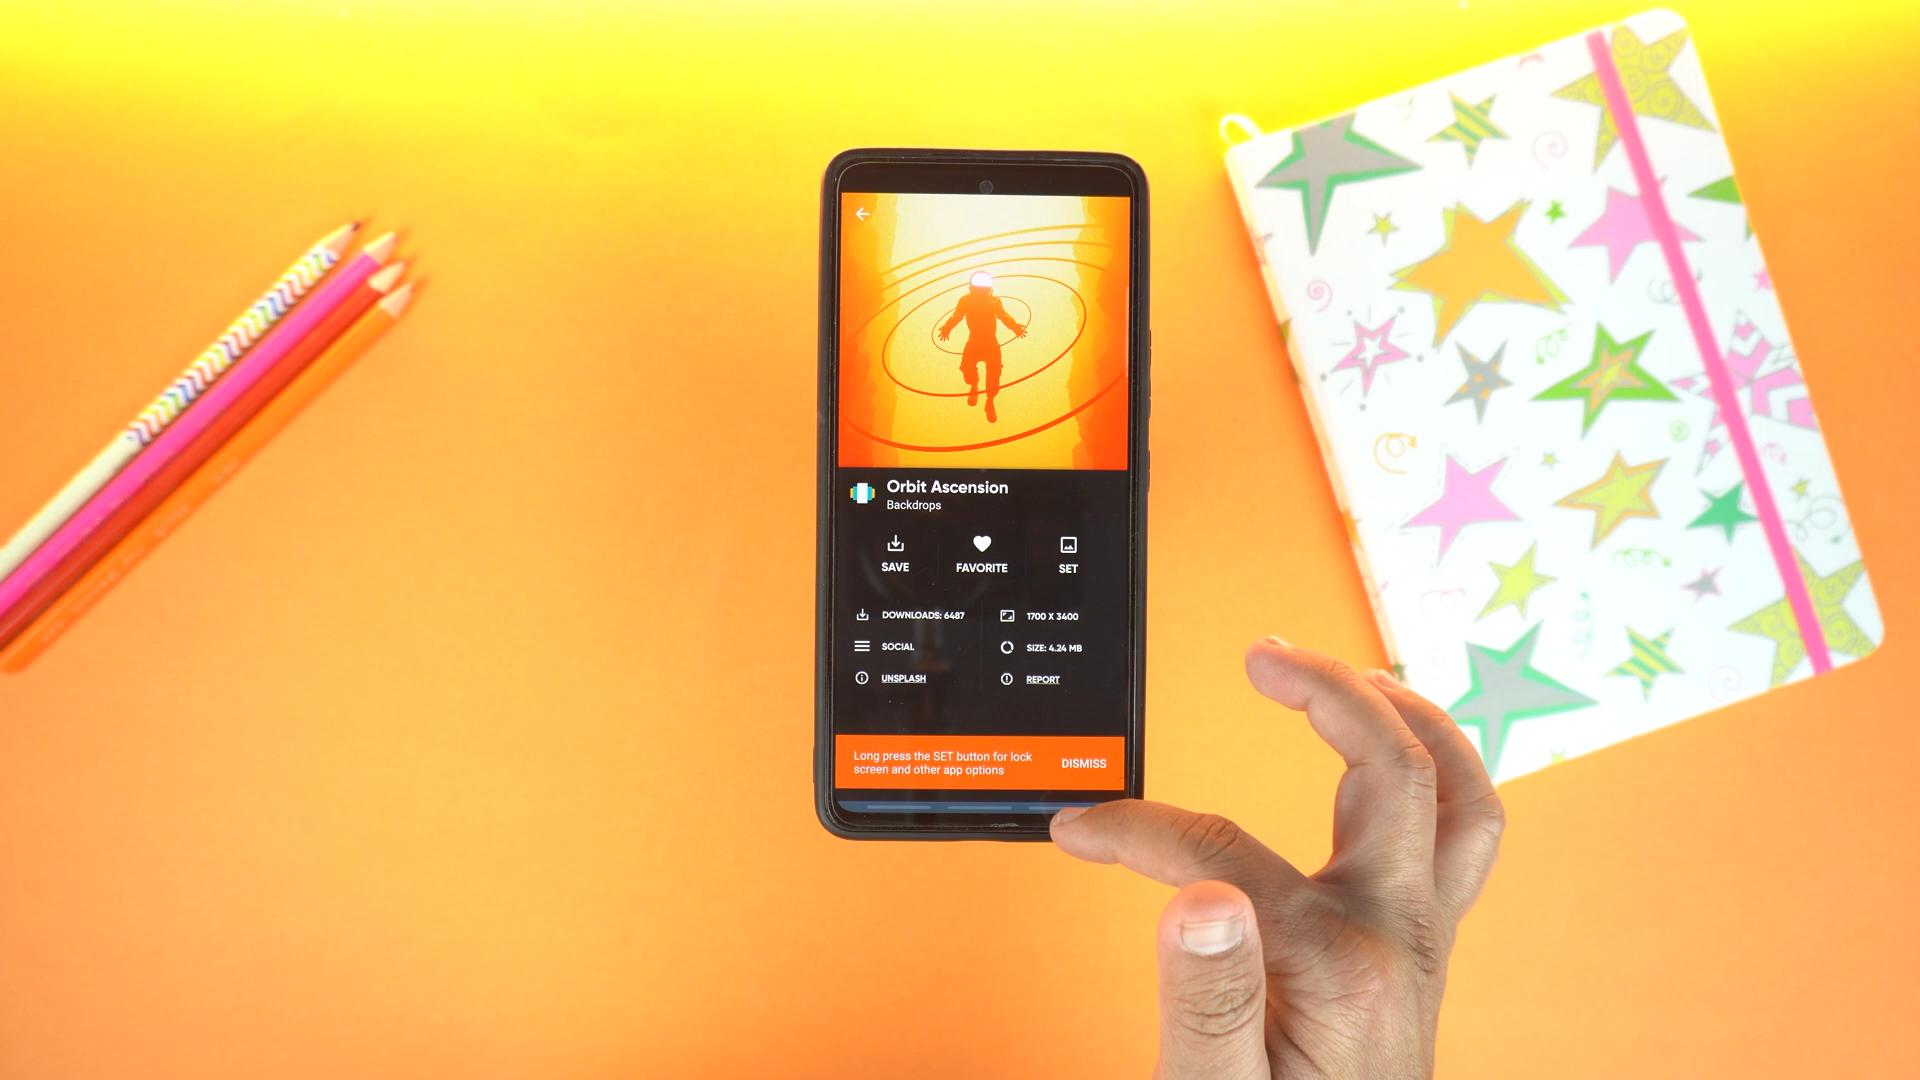 Orbit Ascension
Backdrops
SAVE
FAVORITE
SET
DOWNLOADS: 6487
1700 X 3400
SOCIAL
SIZE: 4.24 MB
UNSPLASH
REPORT
Long press the SET button for lock
screen and other app options
DISMISS